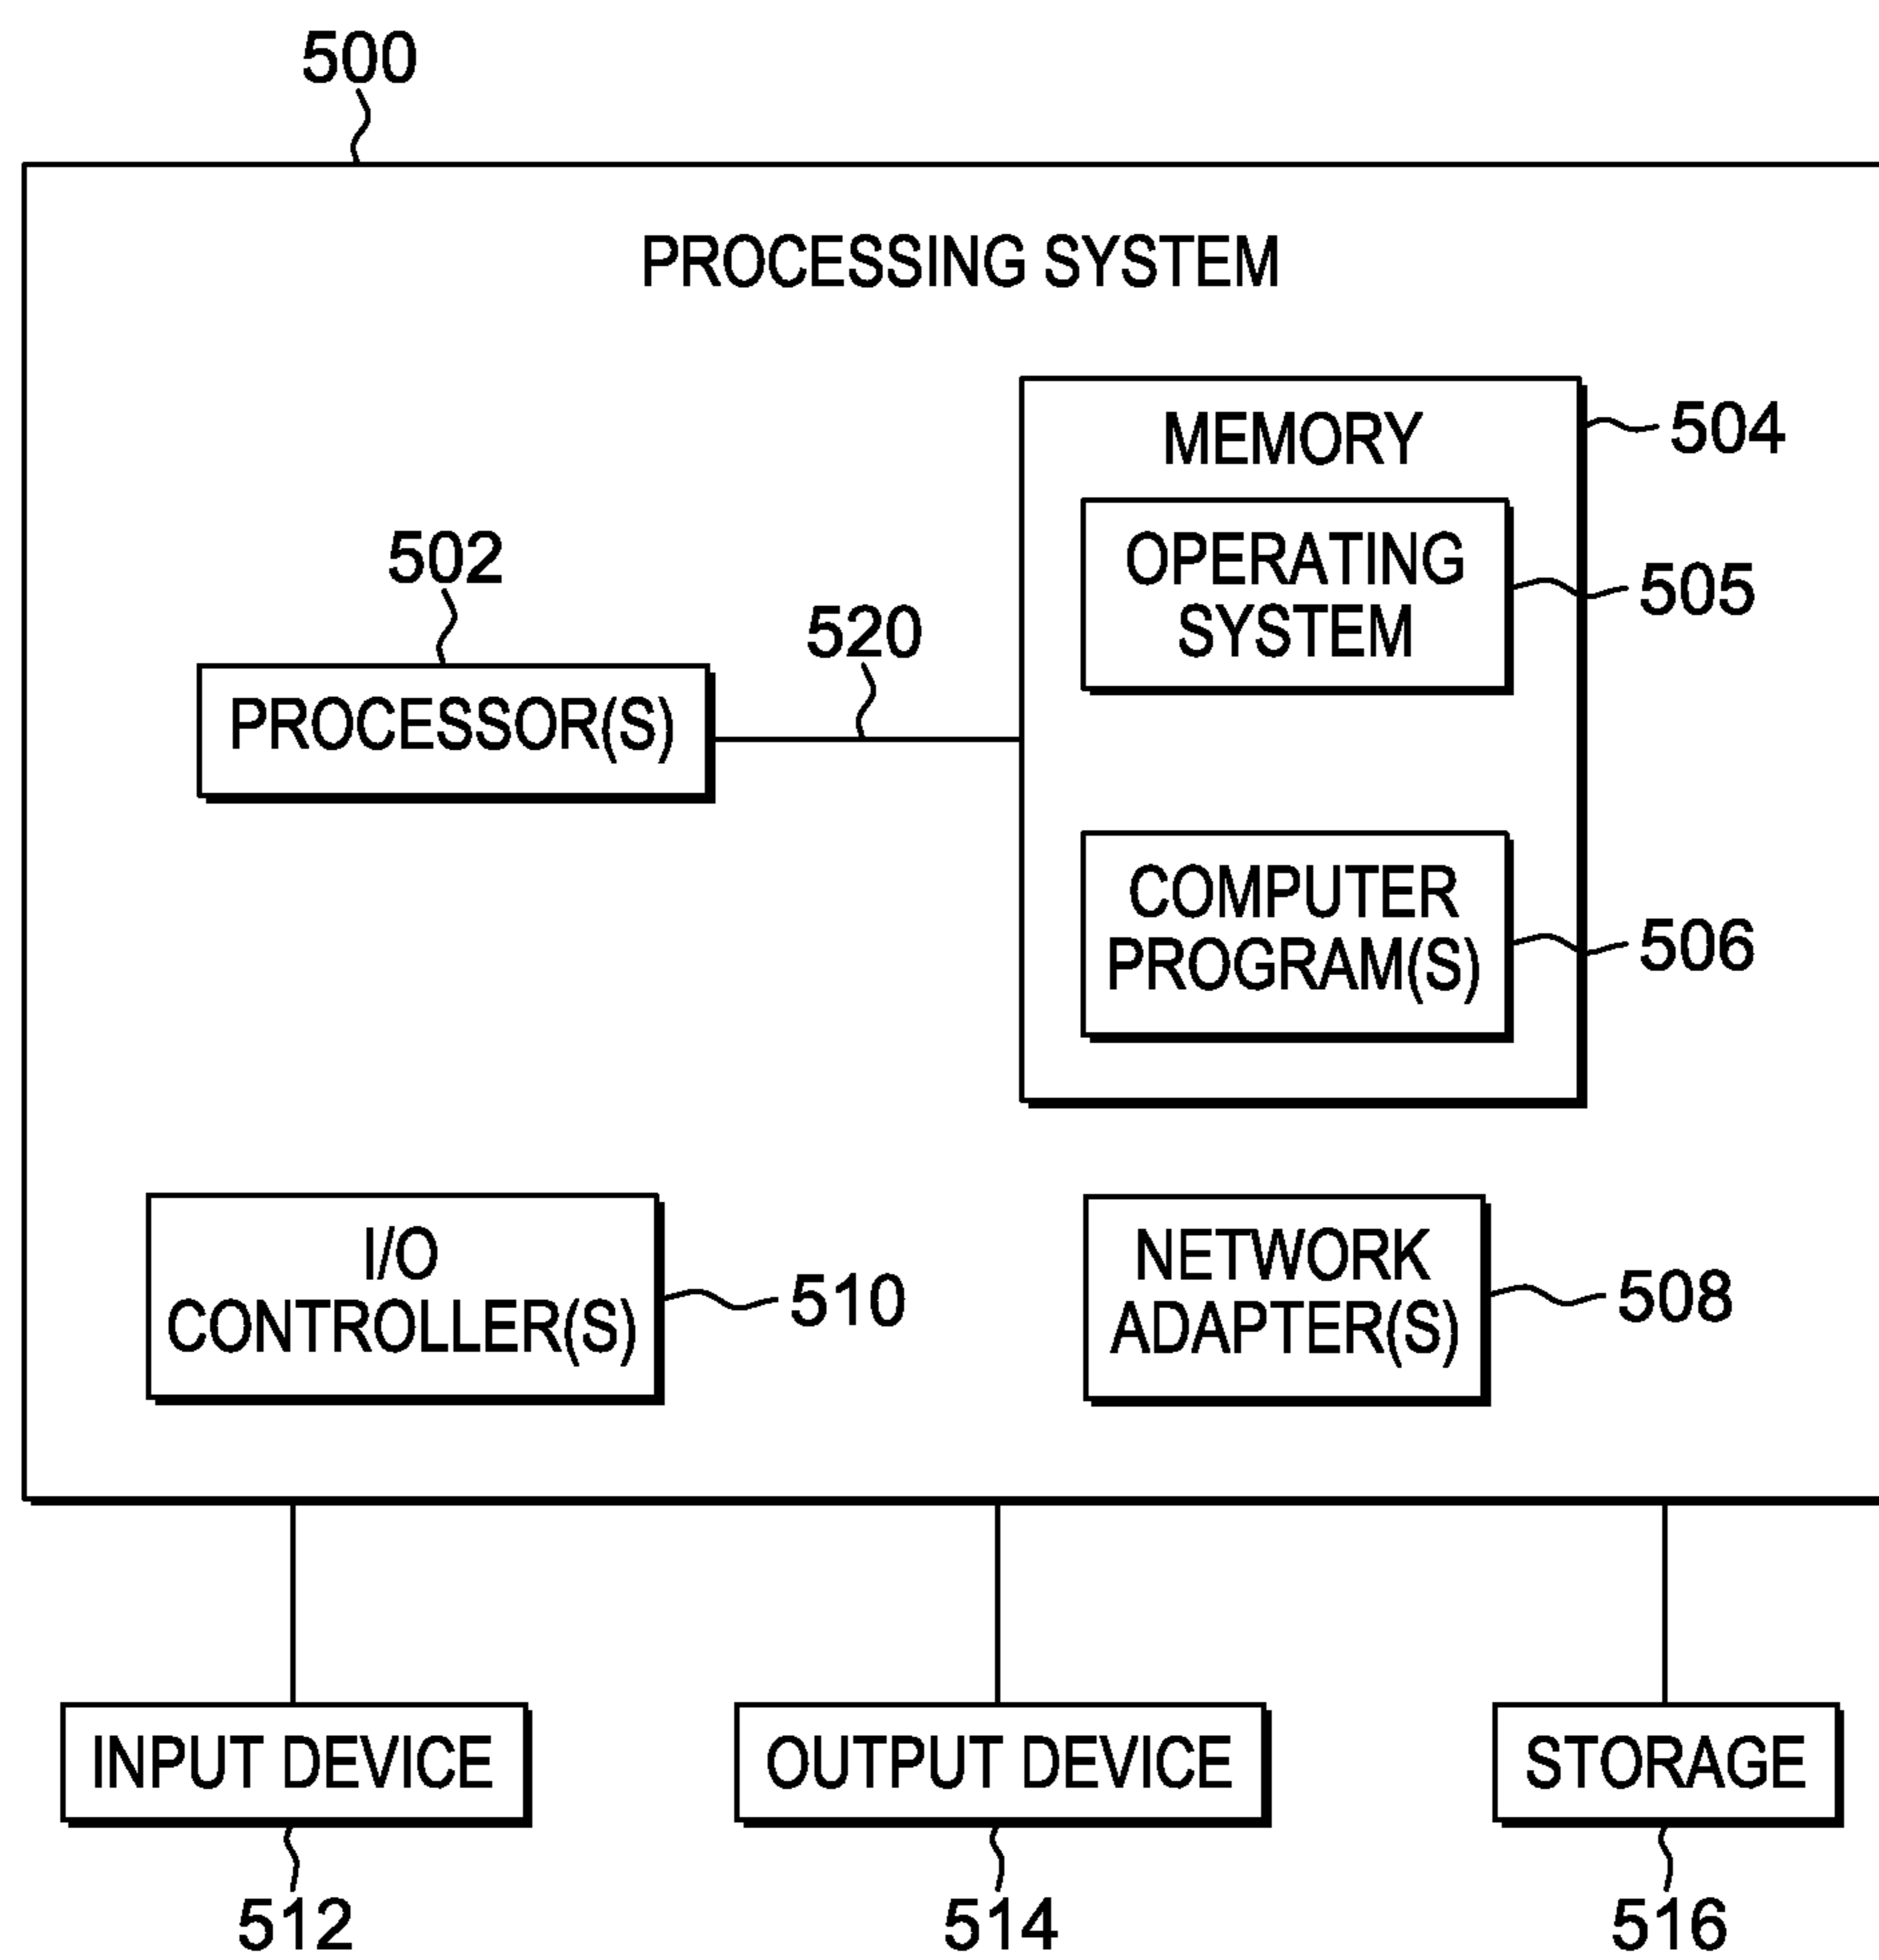 500
PROCESSING SYSTEM
MEMORY
504
OPERATING
SYSTEM
505
502
520
PROCESSOR(S)
COMPUTER
PROGRAM(S)
506
I/O
CONTROLLER(S)
510
NETWORK
ADAPTER(S)
508
INPUT DEVICE
OUTPUT DEVICE
STORAGE
512
514
516